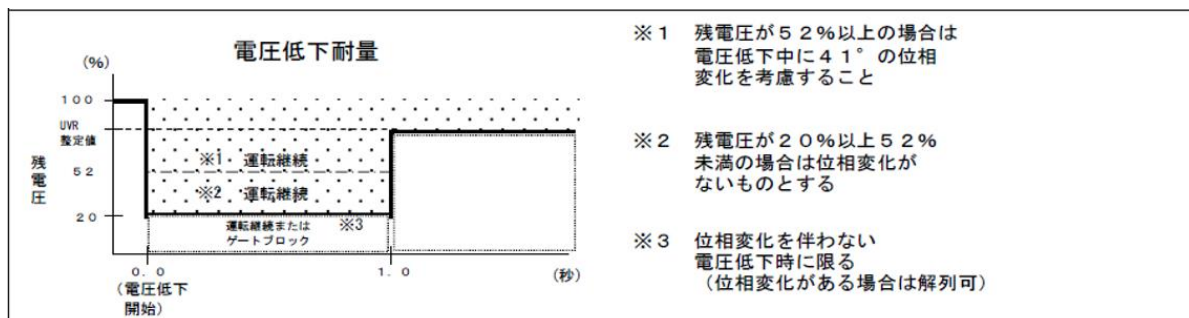 電圧低下耐量
(%)
100
UVR
整定値
残電圧
52
20
※1 運転継続
※2 運転継続
運転継続または
ゲートブロック
※3
0.0
1.0
(秒)
(電圧低下
開始)
※1 残電圧が52%以上の場合は
電圧低下中に41°の位相
変化を考慮すること
※2 残電圧が20%以上52%
未満の場合は位相変化が
ないものとする
※3 位相変化を伴わない
電圧低下時に限る
(位相変化がある場合は解列可)